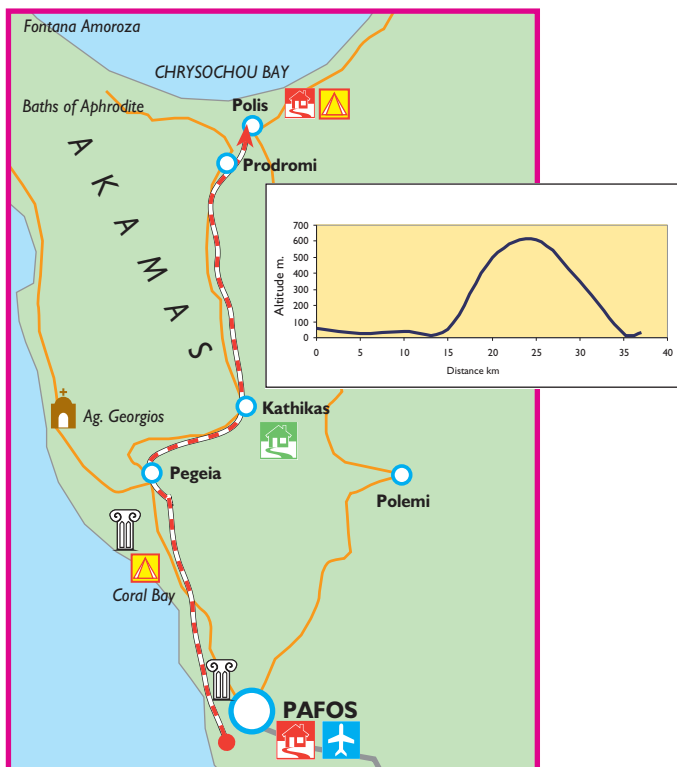 Fontana Amoroza
CHRYSOCHOU BAY
Baths of Aphrodite
Polis
Prodromi
A K A M A S
700
600
500
400
300
200
100
0
Altitude m.
0 5 10 15 20 25 30 35 40
Distance km
Kathikas
Ag. Georgios
Pegeia
Polemi
Coral Bay
PAFOS